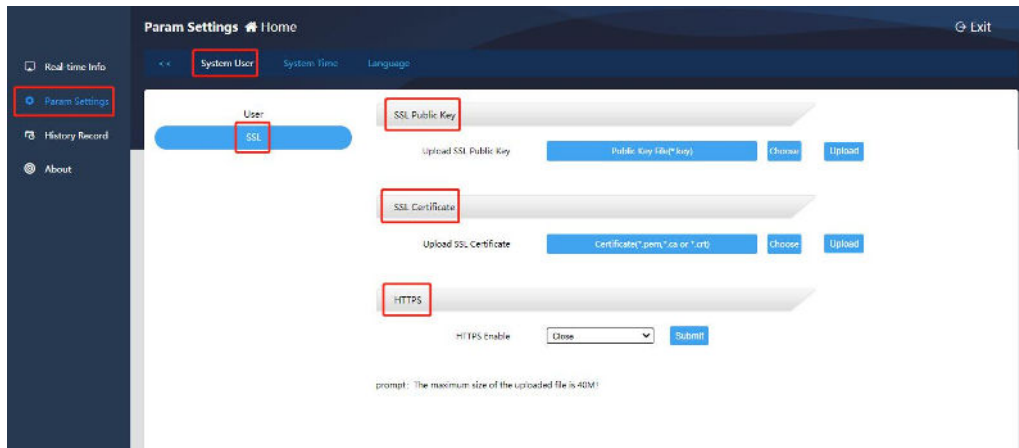 Param Settings Home
Exit
Real-time Info
Param Settings
History Record
About
<< System User System Time Language
User
SSL
SSL Public Key
Upload SSL Public Key Public Key File(*.key) Choose Upload
SSL Certificate
Upload SSL Certificate Certificate(*.pem,*.ca or *.crt) Choose Upload
HTTPS
HTTPS Enable Close Submit
prompt: The maximum size of the uploaded file is 40M!